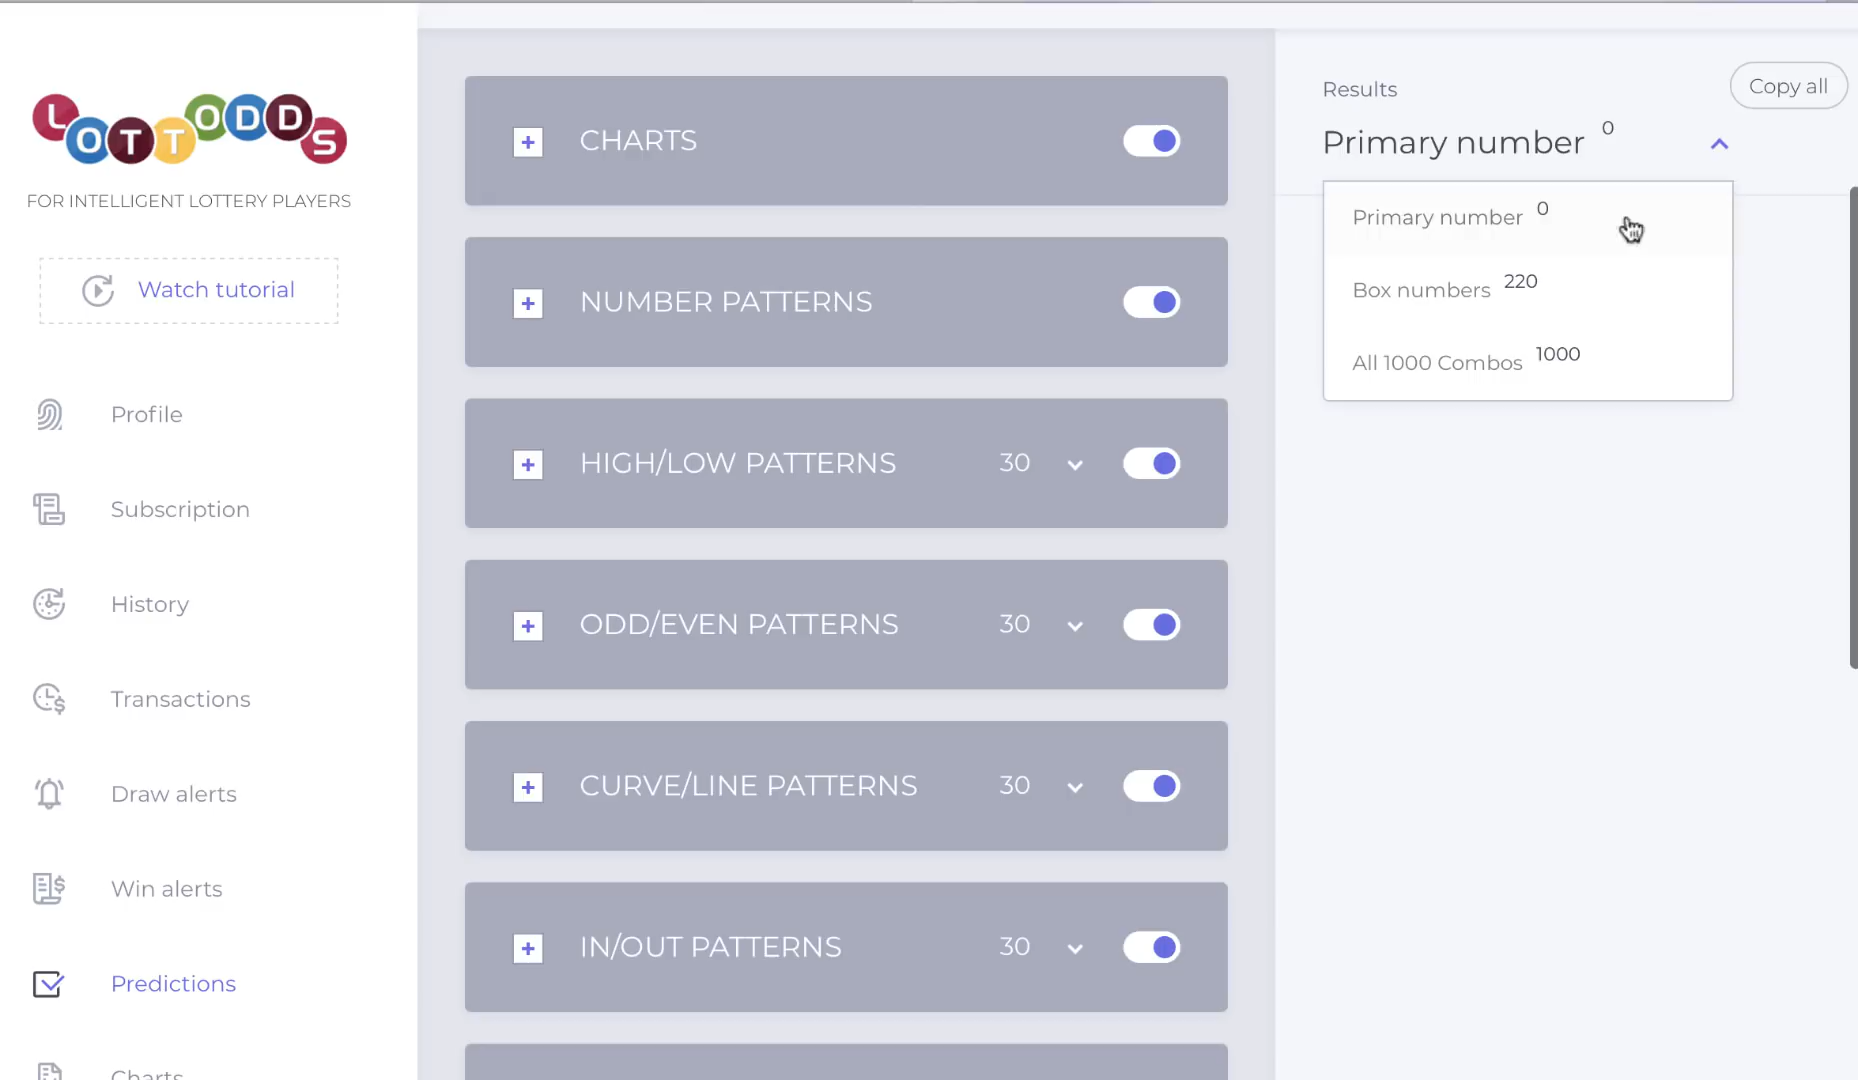 LOTTODDS
FOR INTELLIGENT LOTTERY PLAYERS
Watch tutorial
Profile
Subscription
History
Transactions
Draw alerts
Win alerts
Predictions
Charts
CHARTS
NUMBER PATTERNS
HIGH/LOW PATTERNS 30
ODD/EVEN PATTERNS 30
CURVE/LINE PATTERNS 30
IN/OUT PATTERNS 30
Results
Copy all
Primary number 0
Primary number 0
Box numbers 220
All 1000 Combos 1000